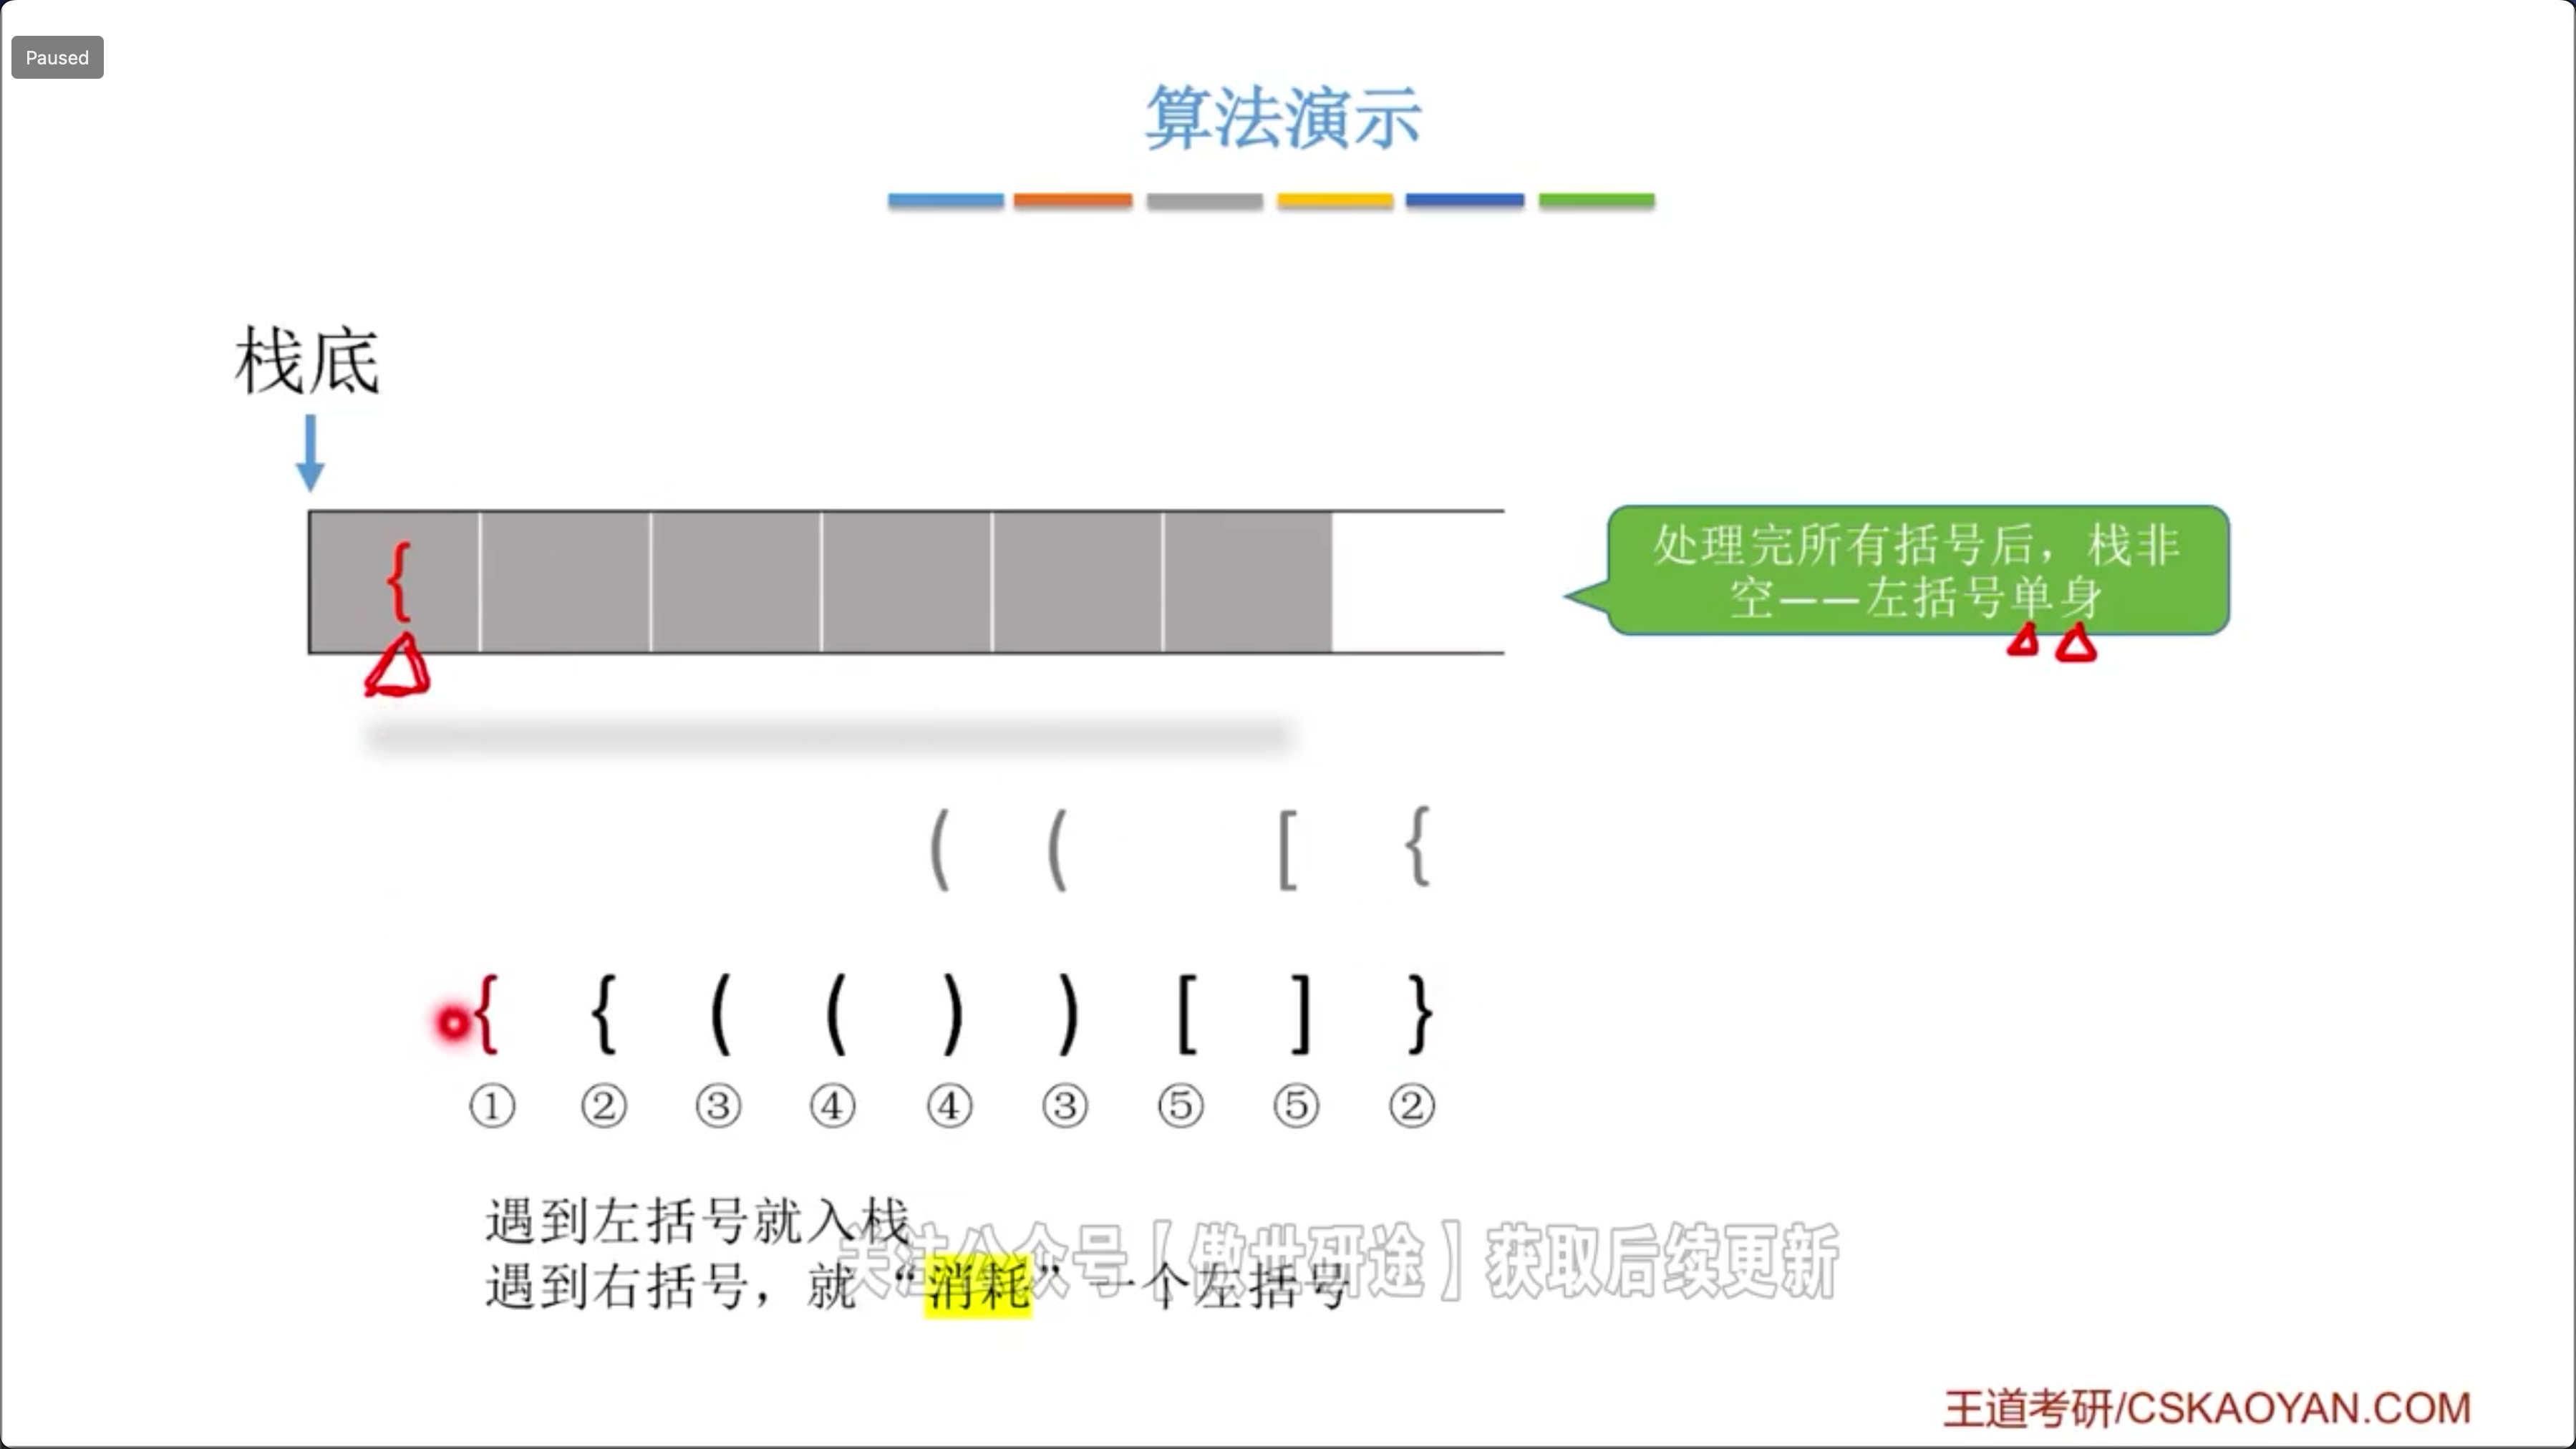 Paused
算法演示
栈底
{
处理完所有括号后，栈非
空——左括号单身
( ( [ {
{ { ( ( ) ) [ ] }
① ② ③ ④ ④ ③ ⑤ ⑤ ②
遇到左括号就入栈
关注公众号【傲世研途】获取后续更新
遇到右括号，就“消耗”一个左括号
王道考研/CSKAOYAN.COM